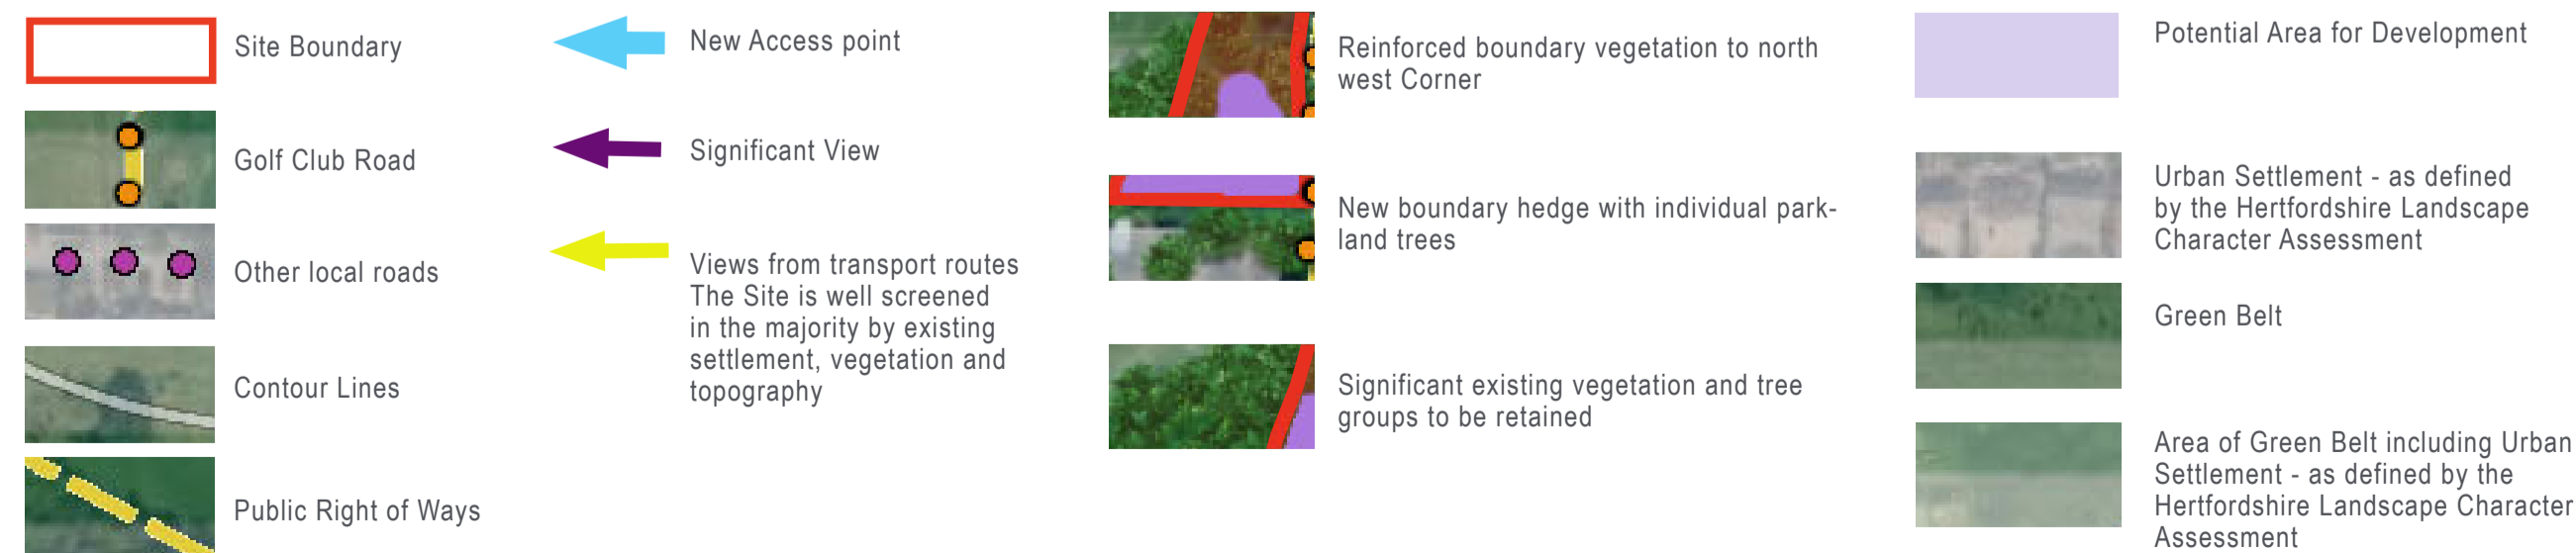 Site Boundary
Golf Club Road
Other local roads
Contour Lines
Public Right of Ways
New Access point
Significant View
Views from transport routes
The Site is well screened
in the majority by existing
settlement, vegetation and
topography
Reinforced boundary vegetation to north
west Corner
New boundary hedge with individual park-
land trees
Significant existing vegetation and tree
groups to be retained
Potential Area for Development
Urban Settlement - as defined
by the Hertfordshire Landscape
Character Assessment
Green Belt
Area of Green Belt including Urban
Settlement - as defined by the
Hertfordshire Landscape Character
Assessment